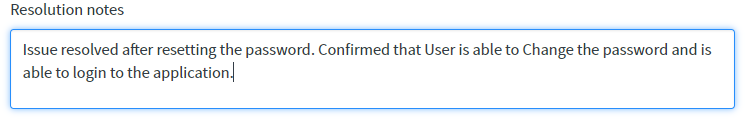 Resolution notes
Issue resolved after resetting the password. Confirmed that User is able to Change the password and is
able to login to the application.